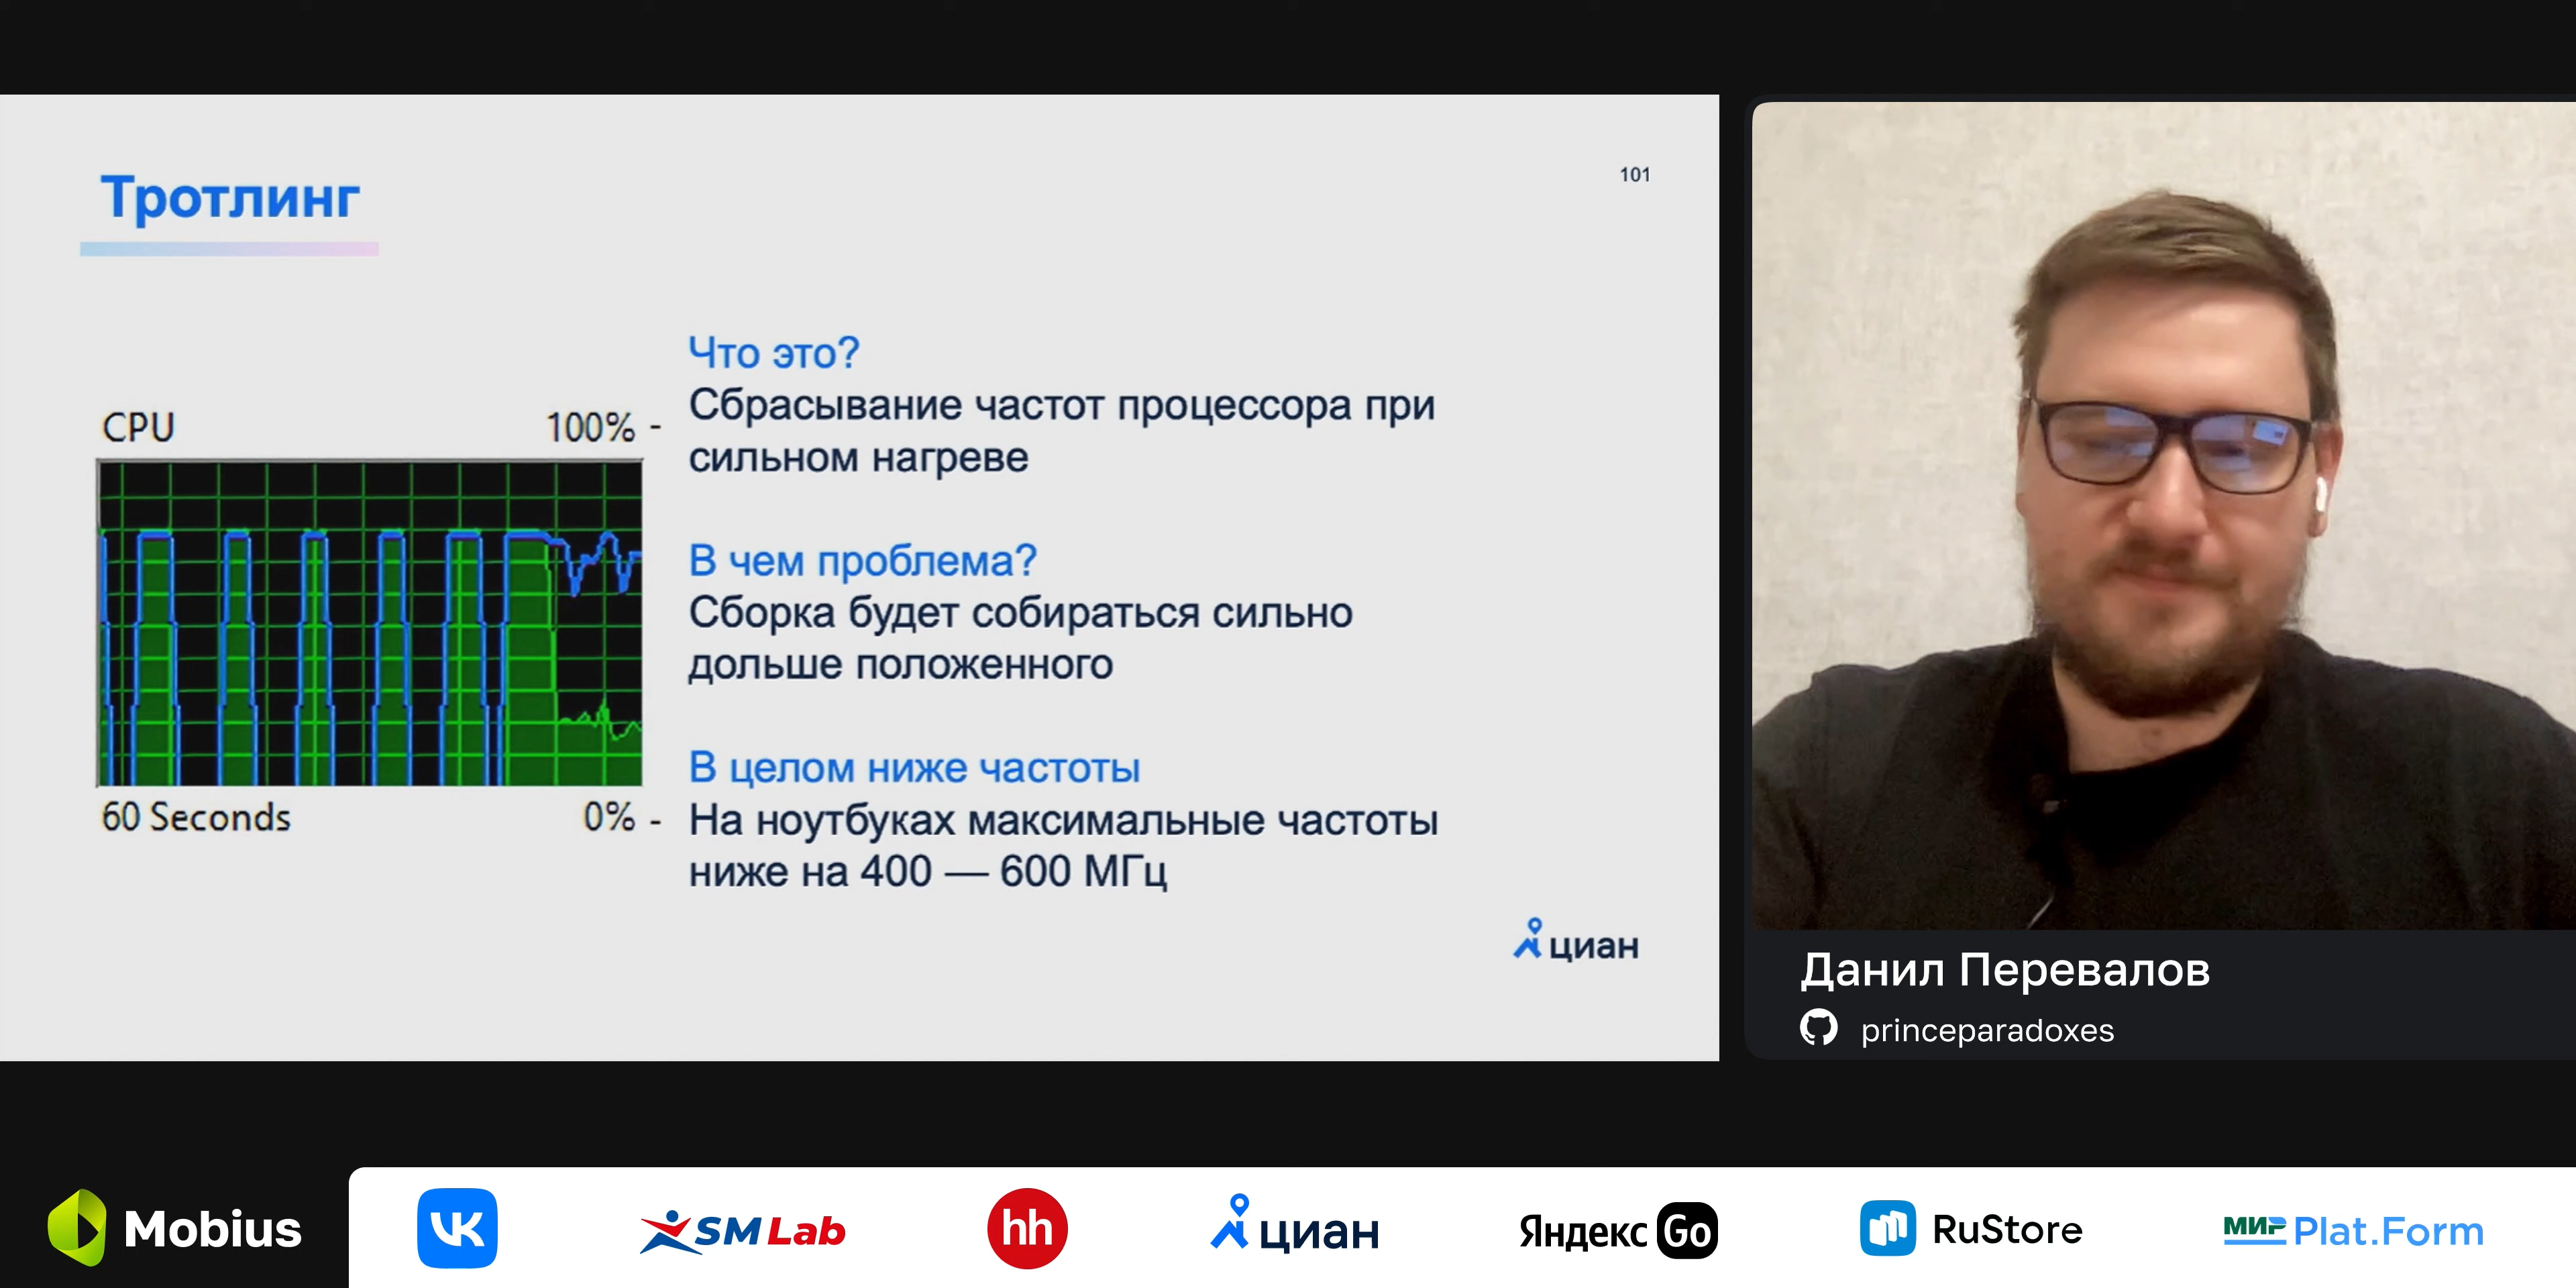 Тротлинг
101
CPU
100% -
60 Seconds
0% -
Что это?
Сбрасывание частот процессора при
сильном нагреве
В чем проблема?
Сборка будет собираться сильно
дольше положенного
В целом ниже частоты
На ноутбуках максимальные частоты
ниже на 400 — 600 МГц
циан
Данил Перевалов
princeparadoxes
Mobius
VK
SM Lab
hh
циан
Яндекс Go
RuStore
МИР Plat.Form